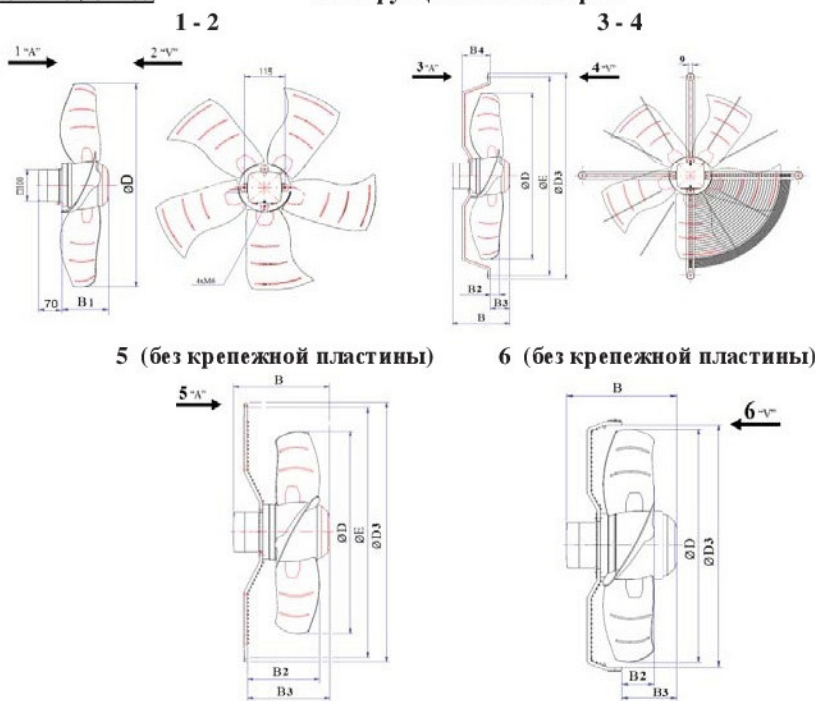 1 - 2
3 - 4
1 "A"
2 "V"
115
□100
ØD
4xM6
70
B1
3 "A"
4 "V"
B4
9
ØD
ØE
ØD3
B2
B3
B
5 (без крепежной пластины)
6 (без крепежной пластины)
5 "A"
B
ØD
ØE
ØD3
B2
B3
6 "V"
B
ØD
ØD3
B2
B3